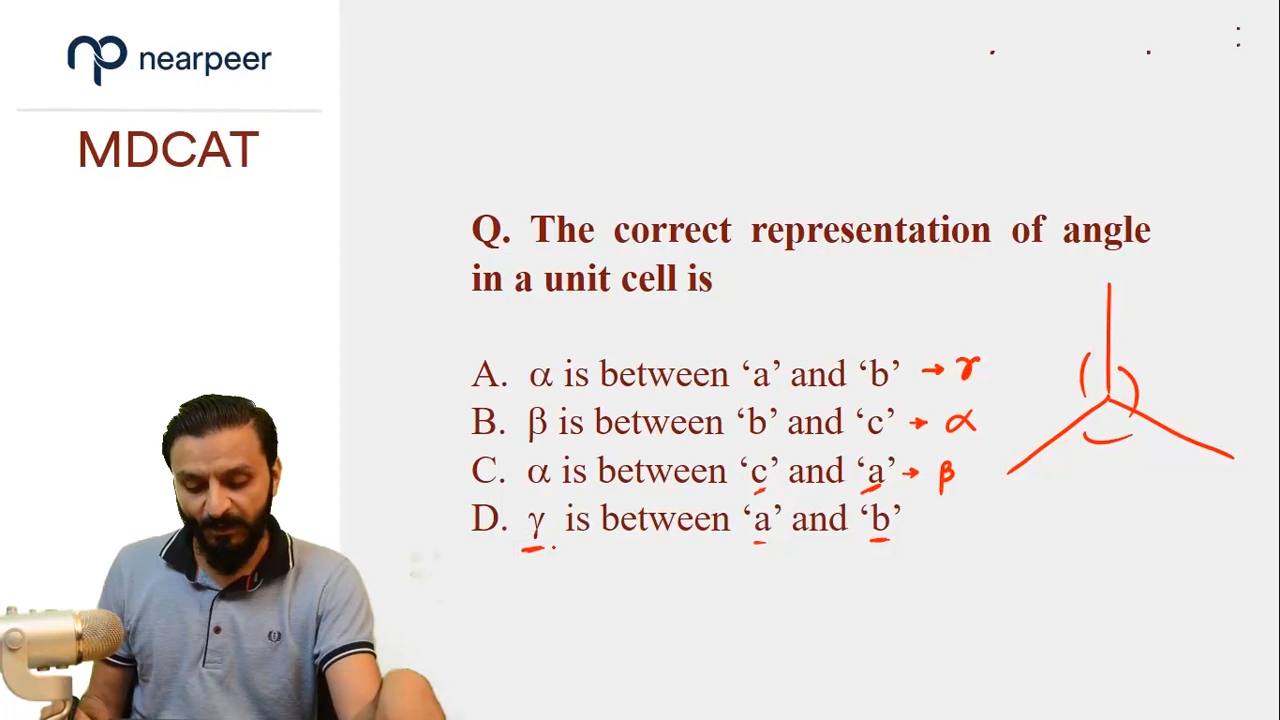 nearpeer
MDCAT
Q. The correct representation of angle
in a unit cell is
A. α is between ‘a’ and ‘b’ → γ
B. β is between ‘b’ and ‘c’ → α
C. α is between ‘c’ and ‘a’ → β
D. γ is between ‘a’ and ‘b’